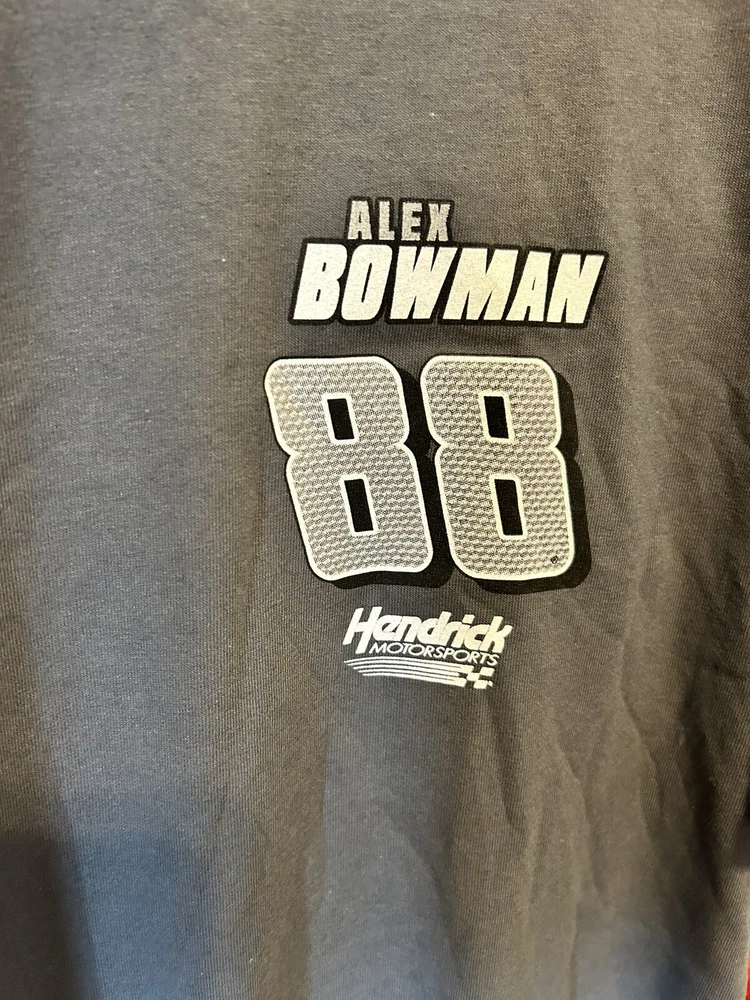 ALEX
BOWMAN
88
Hendrick
MOTORSPORTS